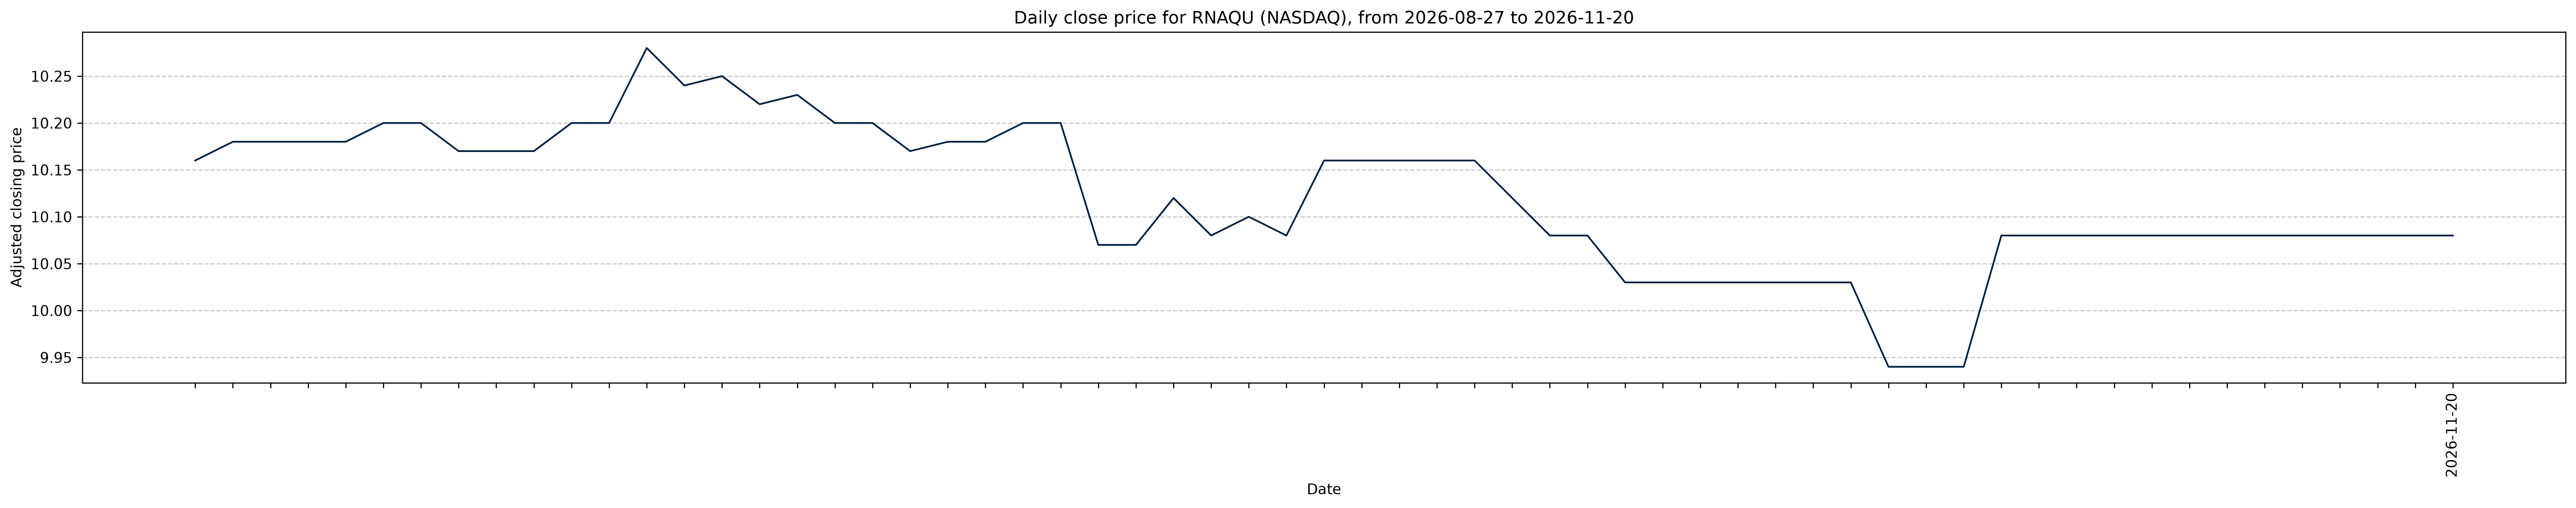 Daily close price for RNAQU (NASDAQ), from 2026-08-27 to 2026-11-20
Adjusted closing price
10.25
10.20
10.15
10.10
10.05
10.00
9.95
2026-11-20
Date